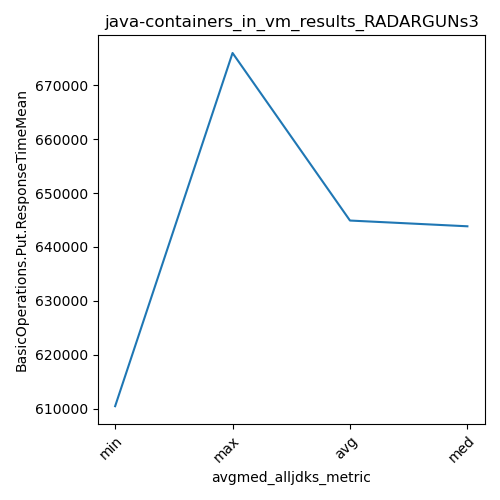 java-containers_in_vm_results_RADARGUNs3
BasicOperations.Put.ResponseTimeMean
670000
660000
650000
640000
630000
620000
610000
min
max
avg
med
avgmed_alljdks_metric